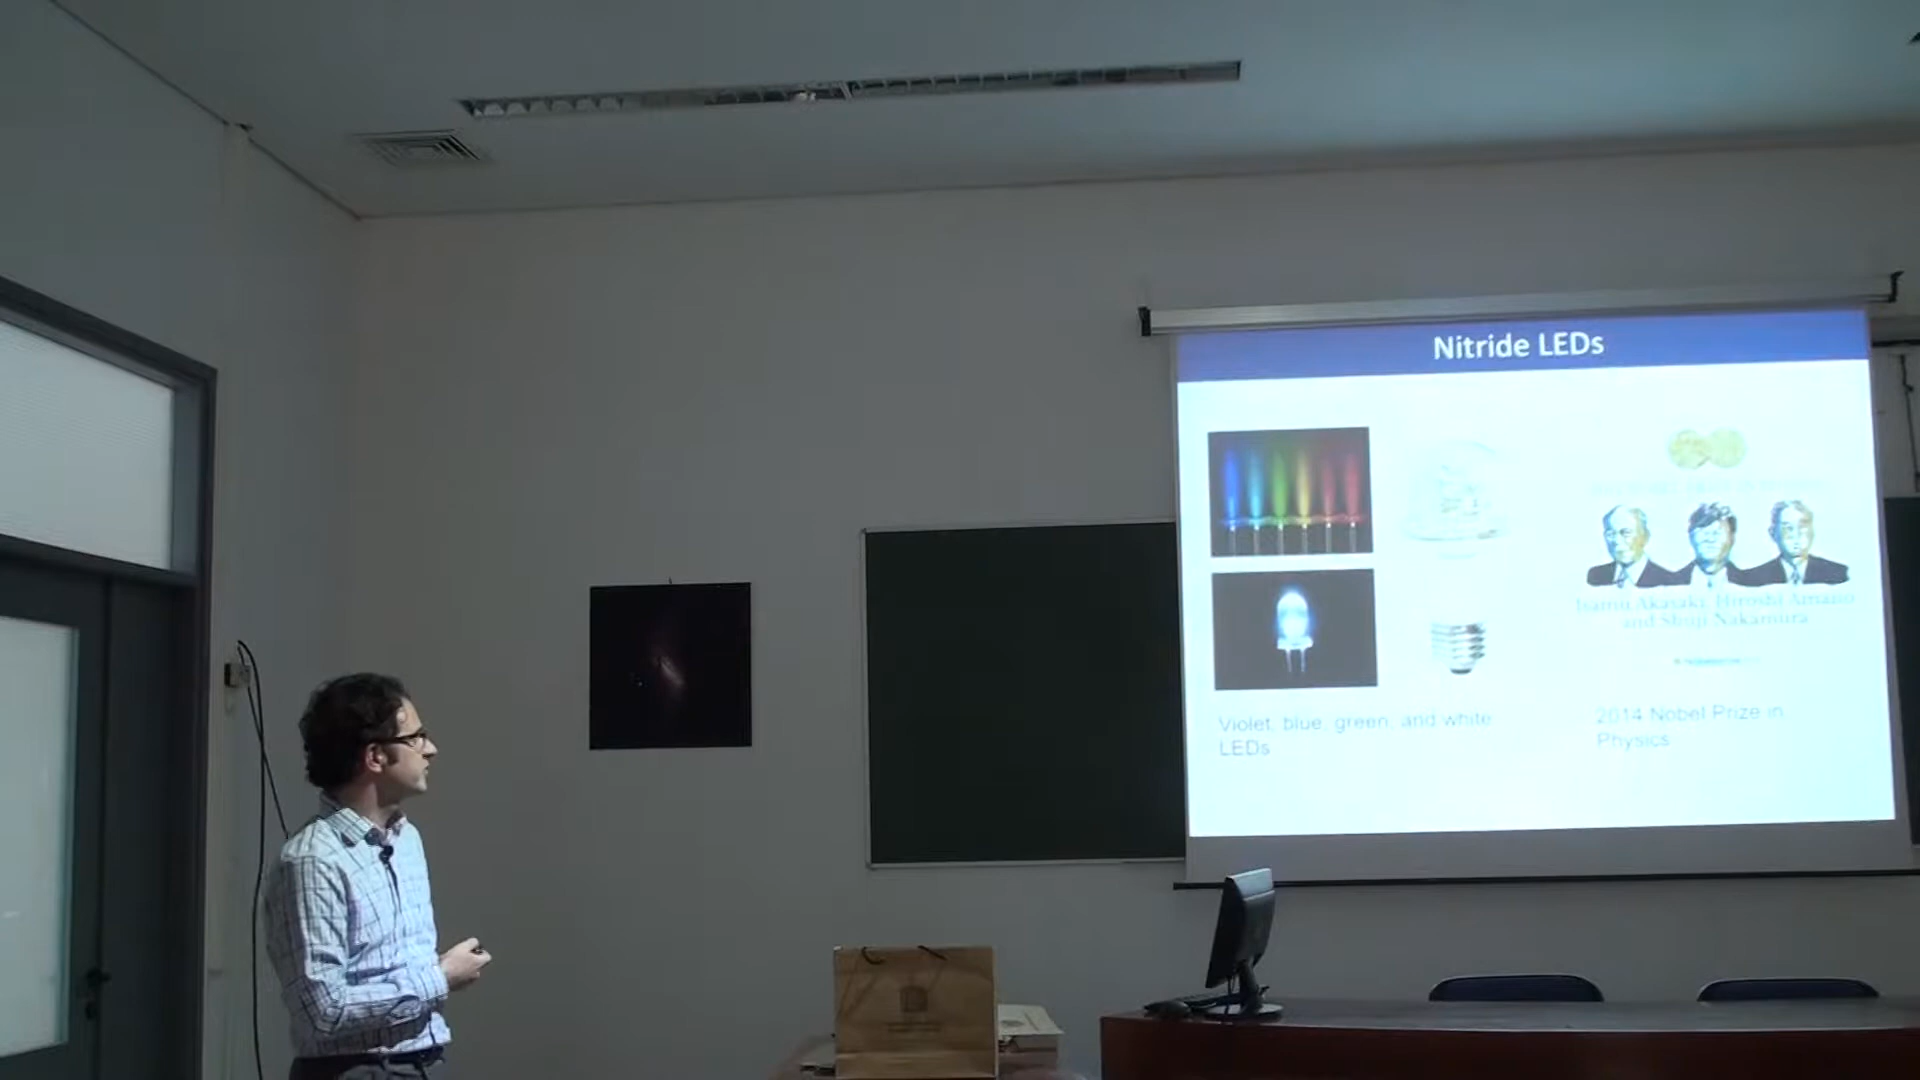 Nitride LEDs
Isamu Akasaki, Hiroshi Amano
and Shuji Nakamura
Violet, blue, green, and white
LEDs
2014 Nobel Prize in
Physics